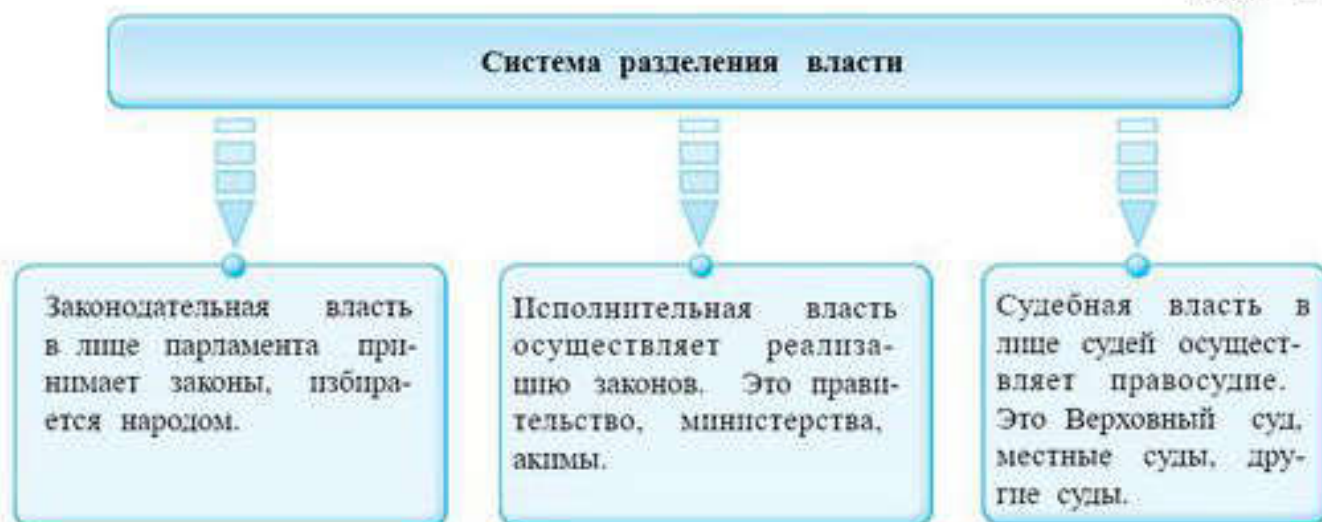 Система разделения власти
Законодательная власть
в лице парламента при-
нимает законы, избира-
ется народом.
Исполнительная власть
осуществляет реализа-
цию законов. Это прави-
тельство, министерства,
акимы.
Судебная власть в
лице судей осущест-
вляет правосудие.
Это Верховный суд,
местные суды, дру-
гие суды.